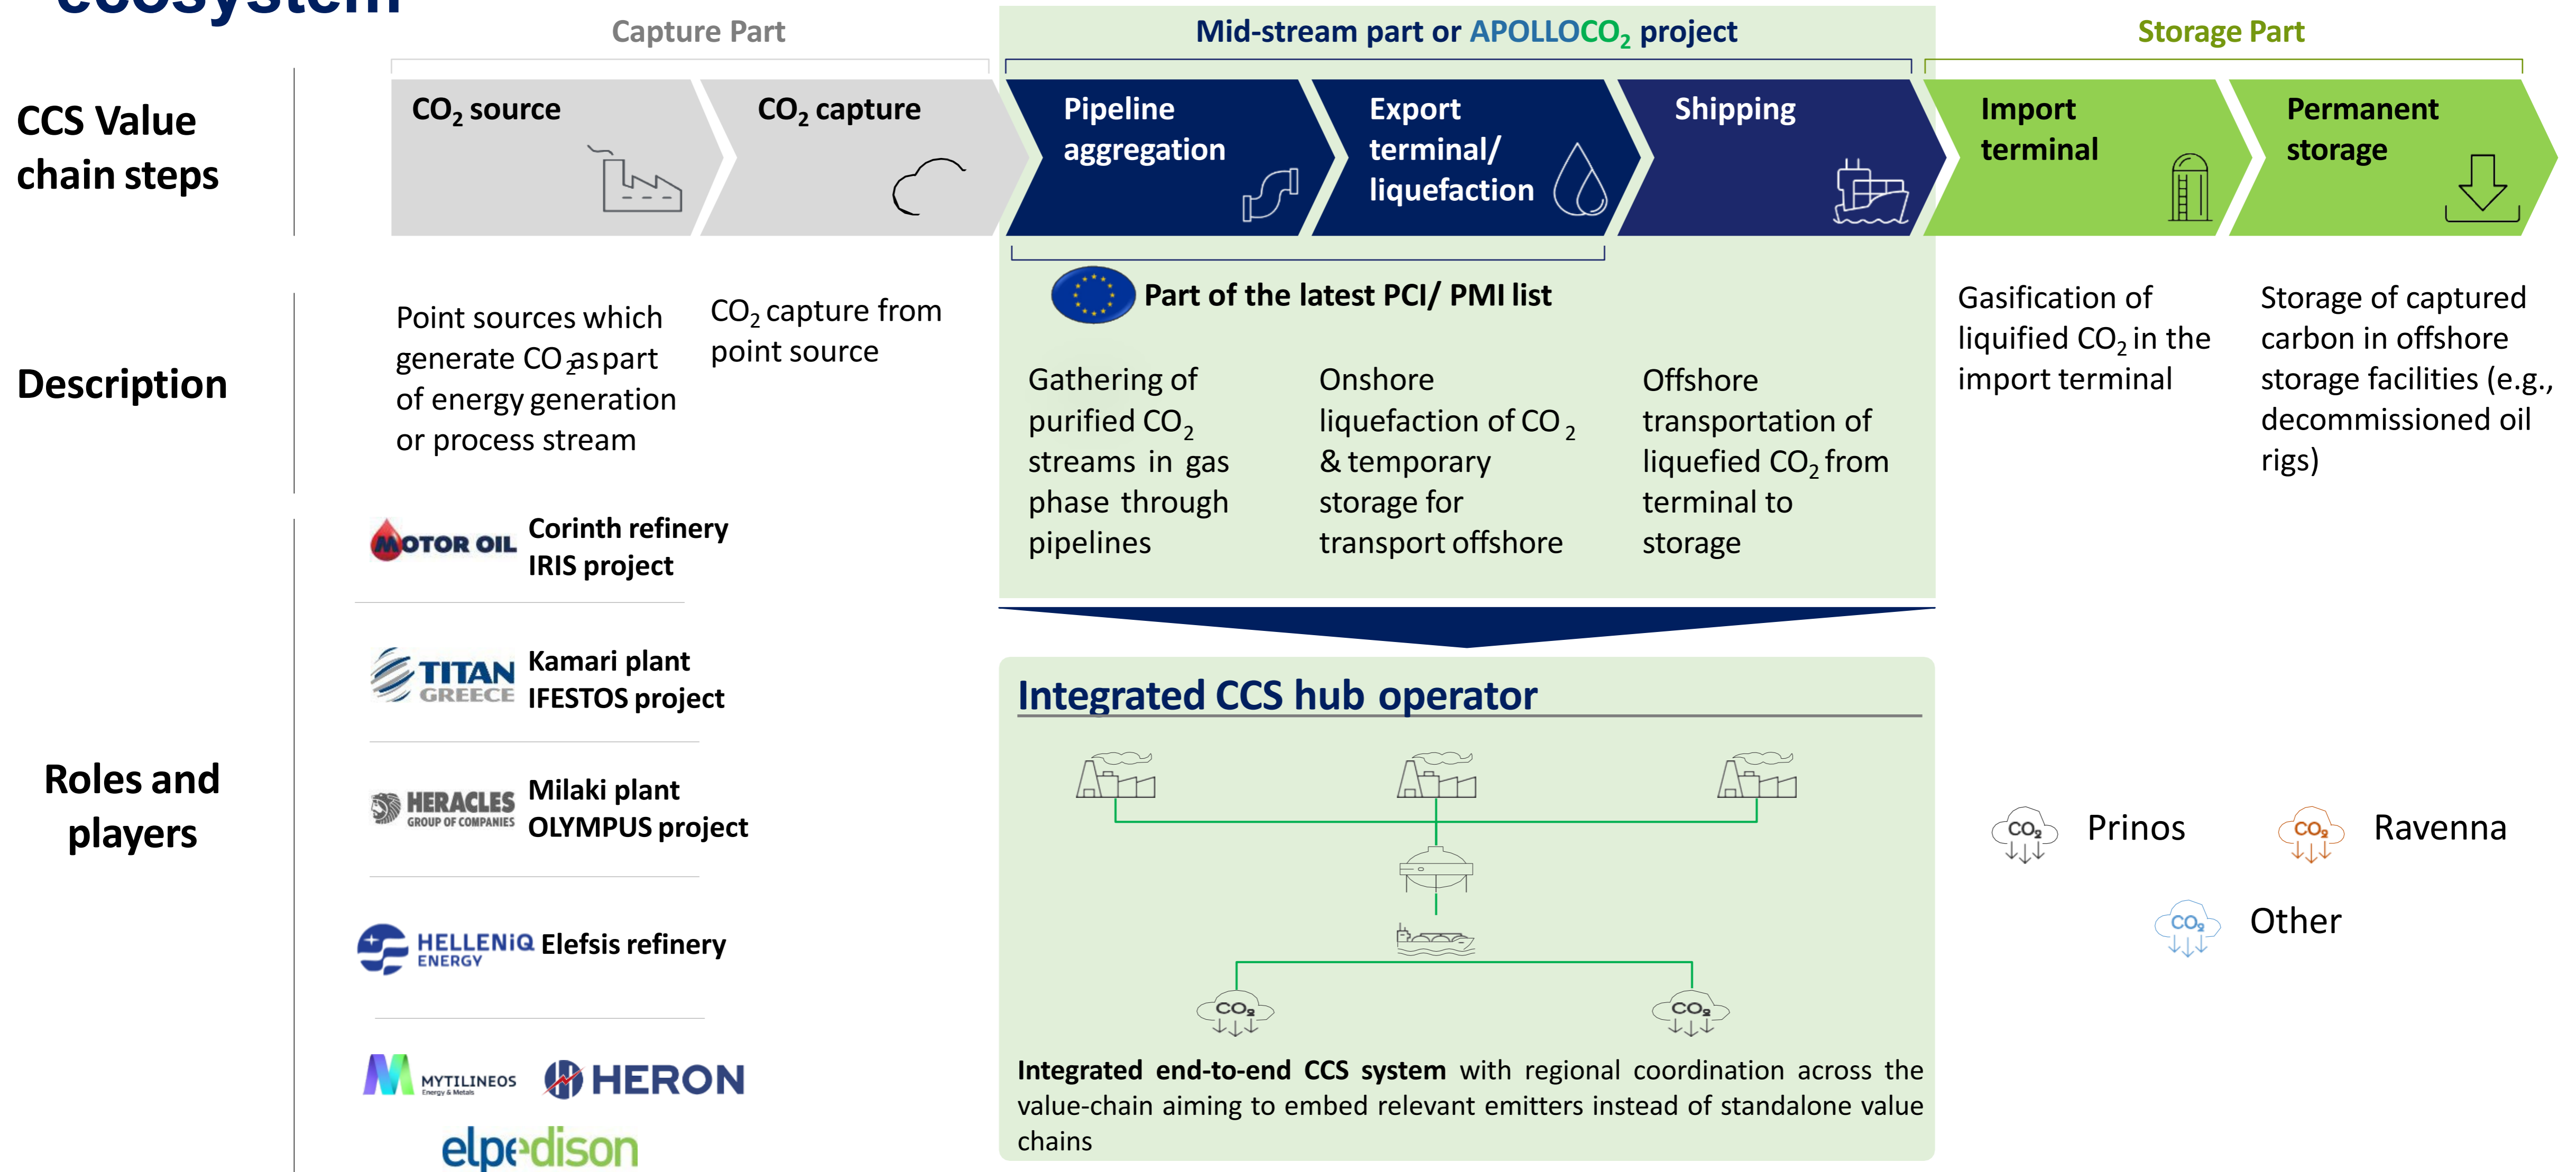 ecosystem
Capture Part
Mid-stream part or APOLLOCO2 project
Storage Part
CCS Value
chain steps
CO2 source
CO2 capture
Pipeline
aggregation
Export
terminal/
liquefaction
Shipping
Import
terminal
Permanent
storage
Part of the latest PCI/ PMI list
Description
Point sources which
generate CO2 as part
of energy generation
or process stream
CO2 capture from
point source
Gathering of
purified CO2
streams in gas
phase through
pipelines
Onshore
liquefaction of CO2
& temporary
storage for
transport offshore
Offshore
transportation of
liquefied CO2 from
terminal to
storage
Gasification of
liquified CO2 in the
import terminal
Storage of captured
carbon in offshore
storage facilities (e.g.,
decommissioned oil
rigs)
Roles and
players
MOTOR OIL
Corinth refinery
IRIS project
TITAN
GREECE
Kamari plant
IFESTOS project
HERACLES
GROUP OF COMPANIES
Milaki plant
OLYMPUS project
HELLENiQ
ENERGY
Elefsis refinery
MYTILINEOS
Energy & Metals
HERON
elpedison
Integrated CCS hub operator
CO2
CO2
Integrated end-to-end CCS system with regional coordination across the
value-chain aiming to embed relevant emitters instead of standalone value
chains
CO2 Prinos
CO2 Ravenna
CO2 Other